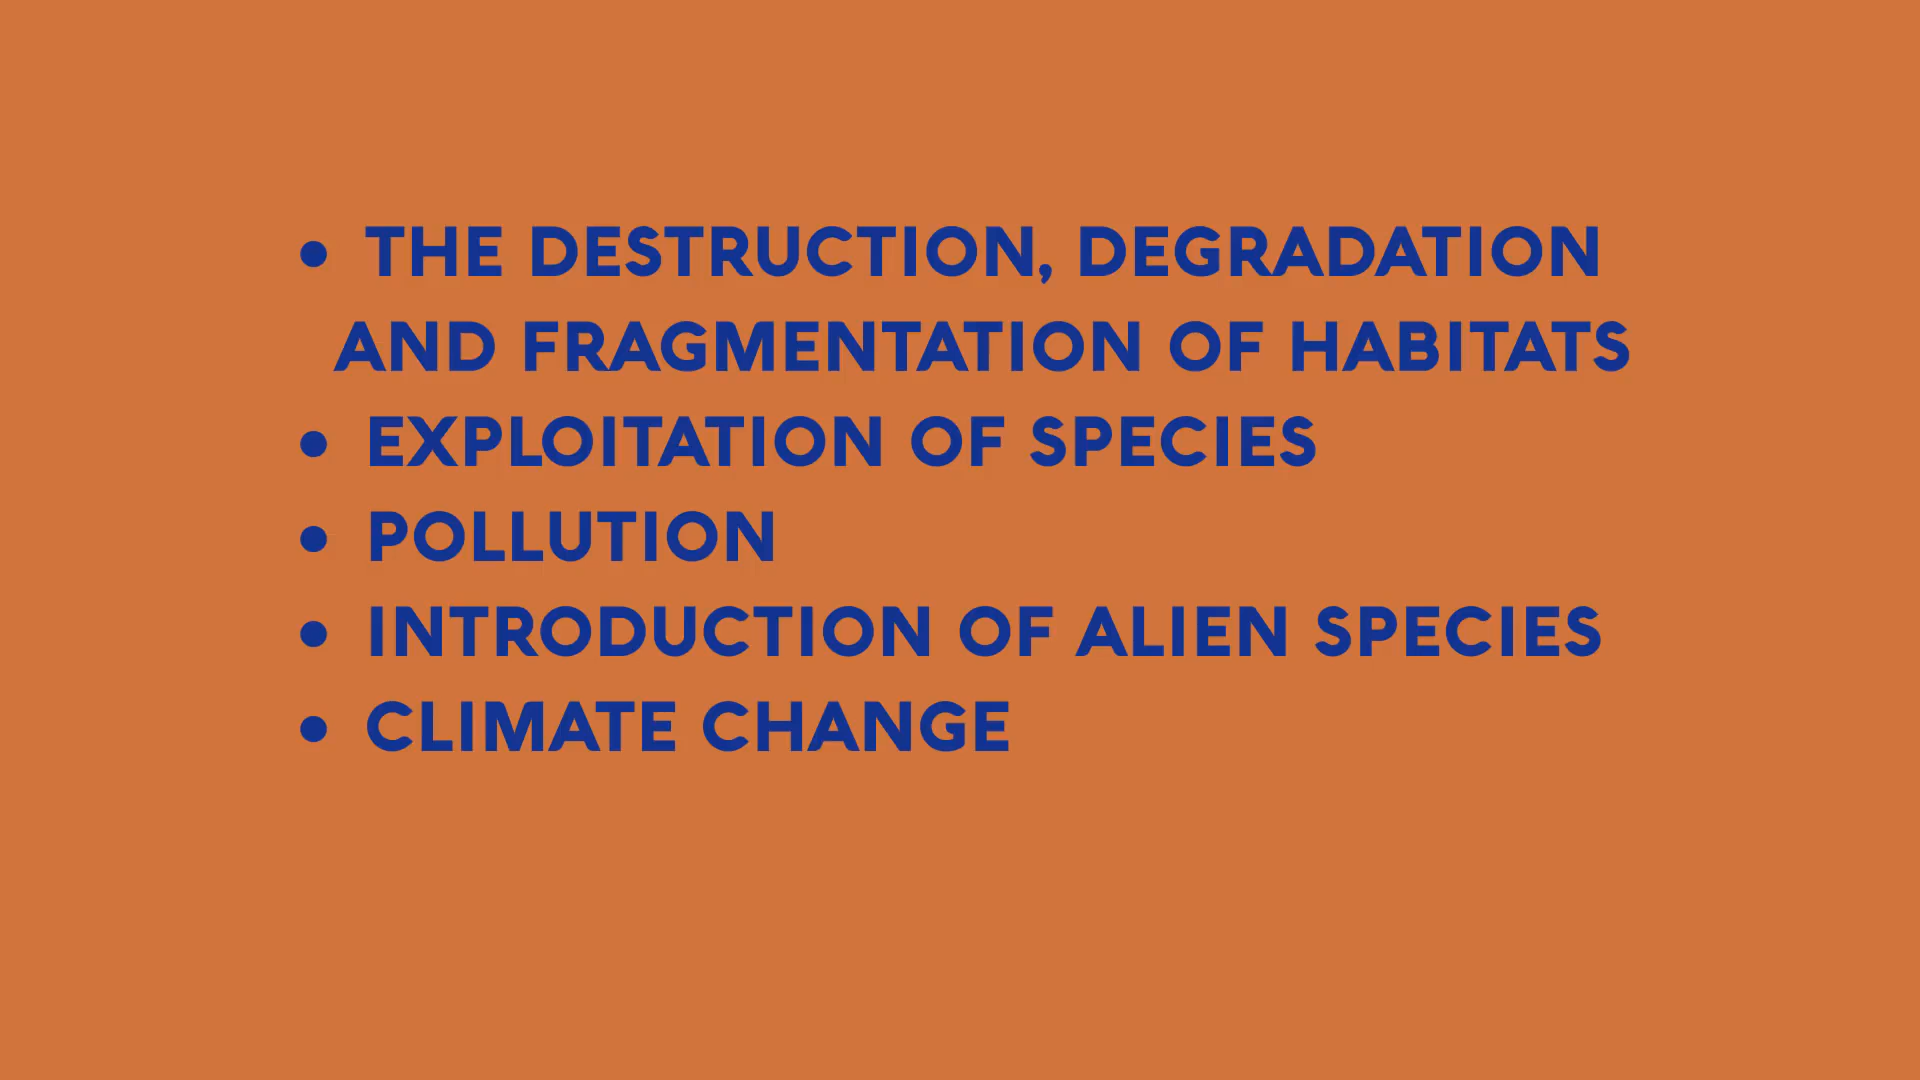 • THE DESTRUCTION, DEGRADATION
AND FRAGMENTATION OF HABITATS
• EXPLOITATION OF SPECIES
• POLLUTION
• INTRODUCTION OF ALIEN SPECIES
• CLIMATE CHANGE